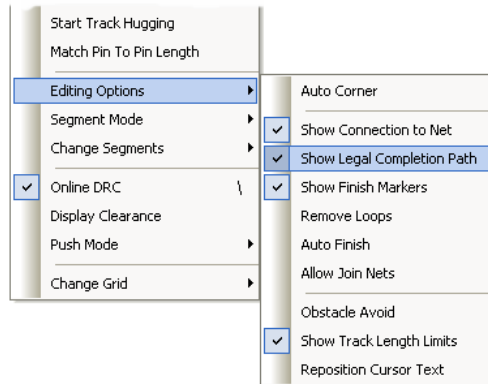 Start Track Hugging
Match Pin To Pin Length
Editing Options
Segment Mode
Change Segments
Online DRC \
Display Clearance
Push Mode
Change Grid
Auto Corner
Show Connection to Net
Show Legal Completion Path
Show Finish Markers
Remove Loops
Auto Finish
Allow Join Nets
Obstacle Avoid
Show Track Length Limits
Reposition Cursor Text